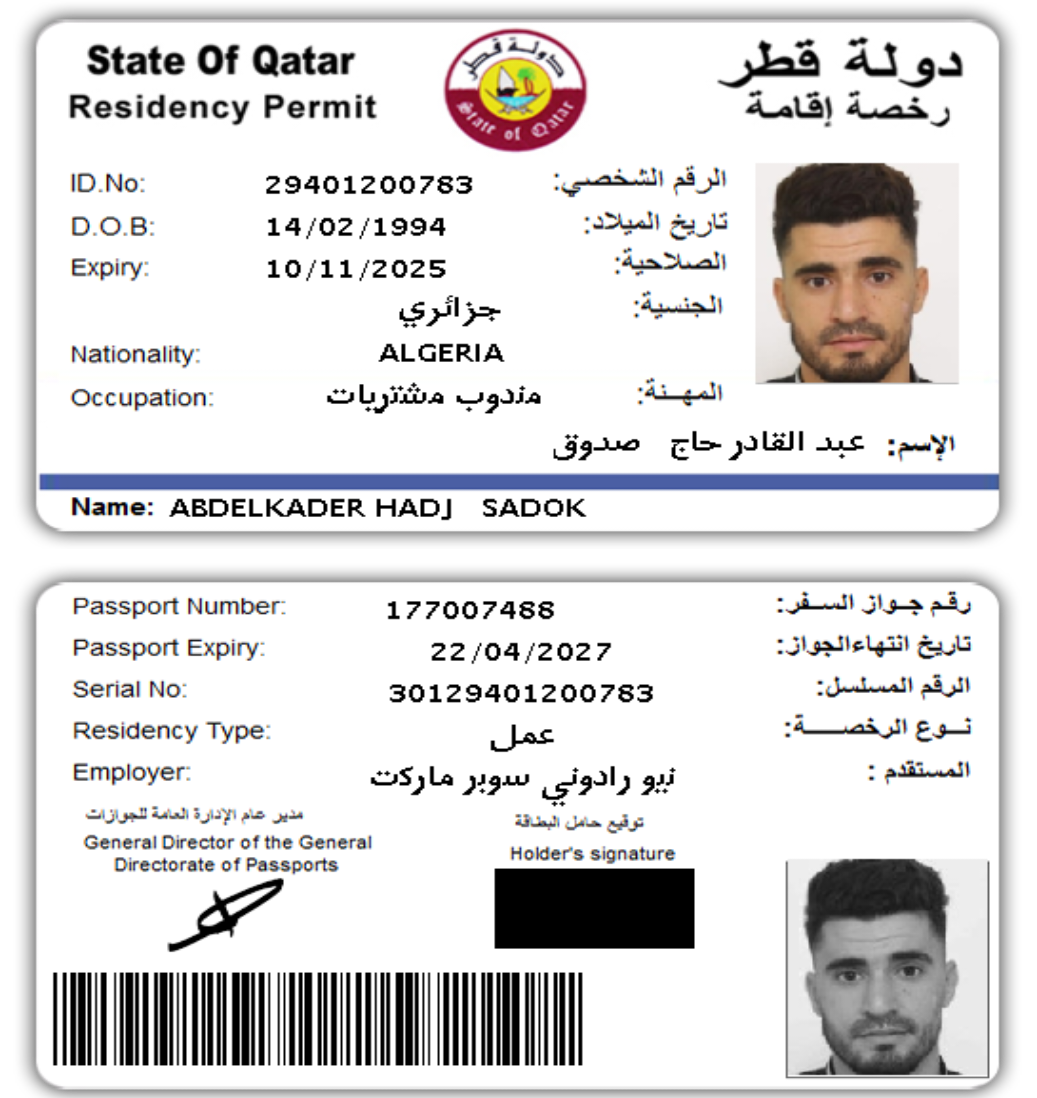 State Of Qatar
دولة قطر
Residency Permit
رخصة إقامة
دولة قطر
State of Qatar
ID.No: 29401200783 الرقم الشخصي:
D.O.B: 14/02/1994 تاريخ الميلاد:
Expiry: 10/11/2025 الصلاحية:
جزائري الجنسية:
Nationality: ALGERIA
Occupation: مندوب مشتريات المهـنة:
الإسم: عبد القادر حاج صدوق
Name: ABDELKADER HADJ SADOK
Passport Number: 177007488 رقـم جـواز السـفر:
Passport Expiry: 22/04/2027 تاريخ انتهاءالجواز:
Serial No: 30129401200783 الرقم المسلسل:
Residency Type: عمل نـوع الرخصــــة:
Employer: نيو رادوني سوبر ماركت المستقدم :
مدير عام الإدارة العامة للجوازات
توقيع حامل البطاقة
General Director of the General
Directorate of Passports
Holder's signature